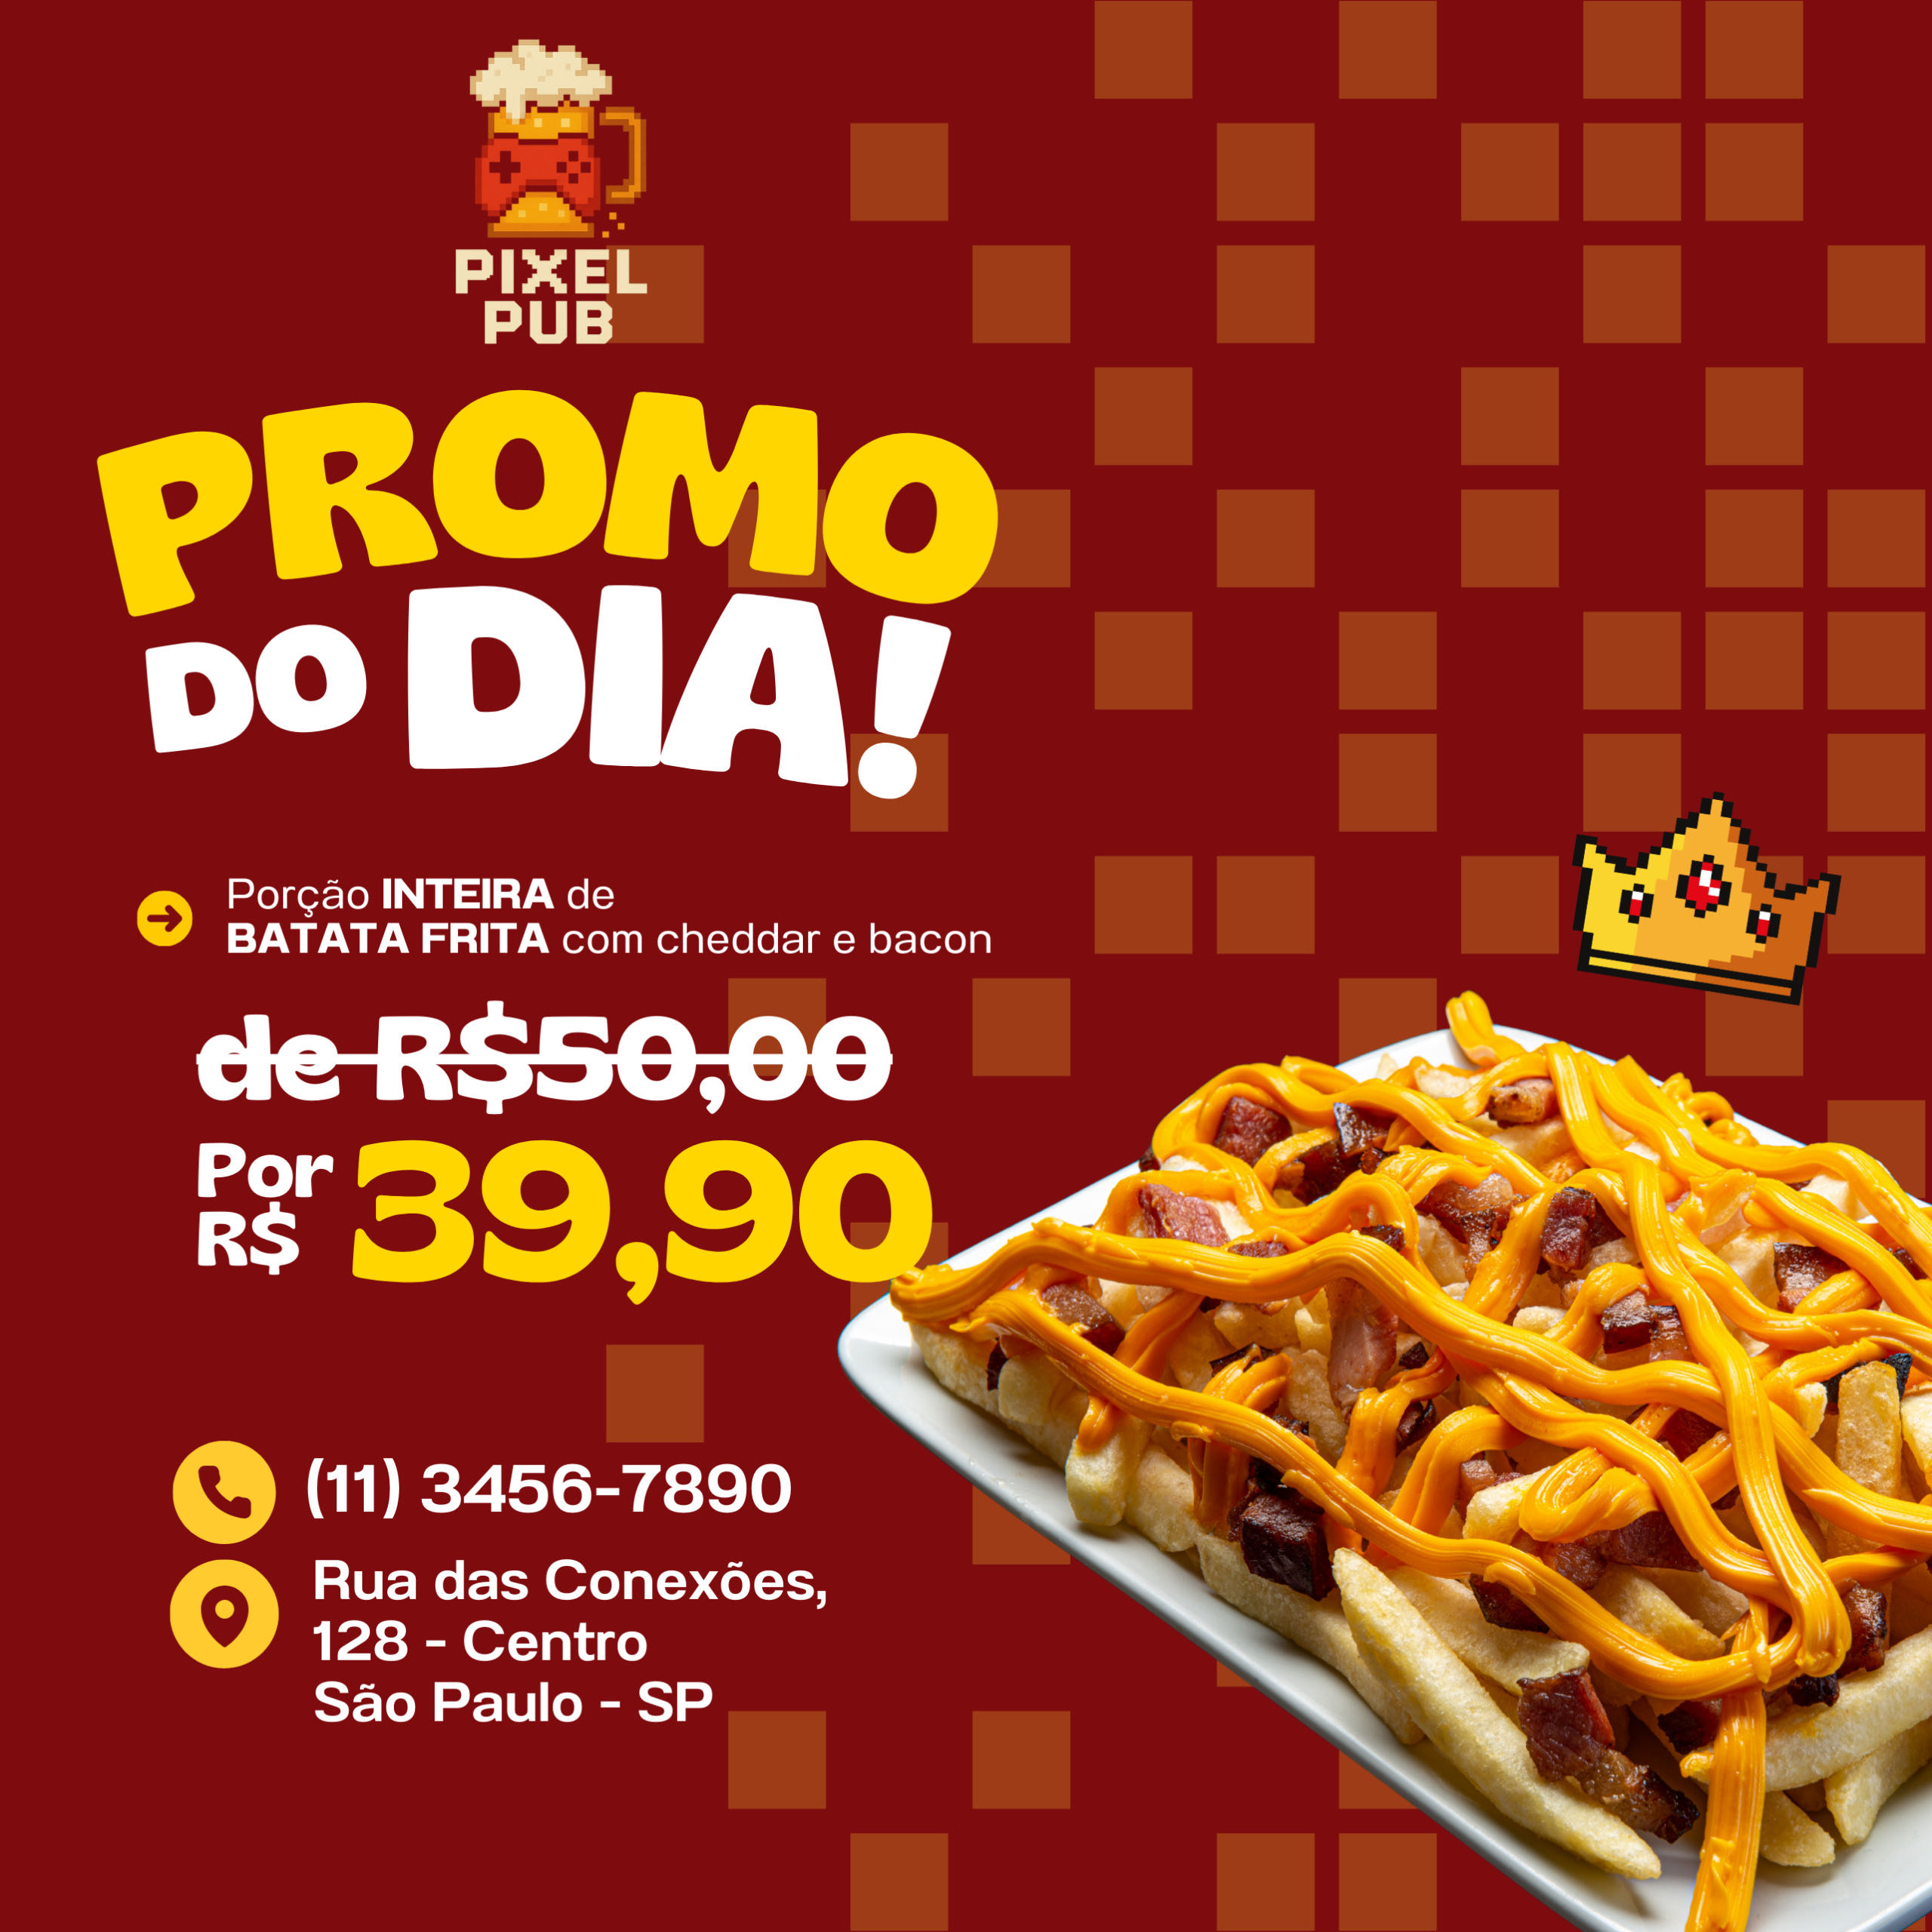 PIXEL
PUB
PROMO
DO DIA!
Porção INTEIRA de
BATATA FRITA com cheddar e bacon
de R$50,00
Por
R$ 39,90
(11) 3456-7890
Rua das Conexões,
128 - Centro
São Paulo - SP